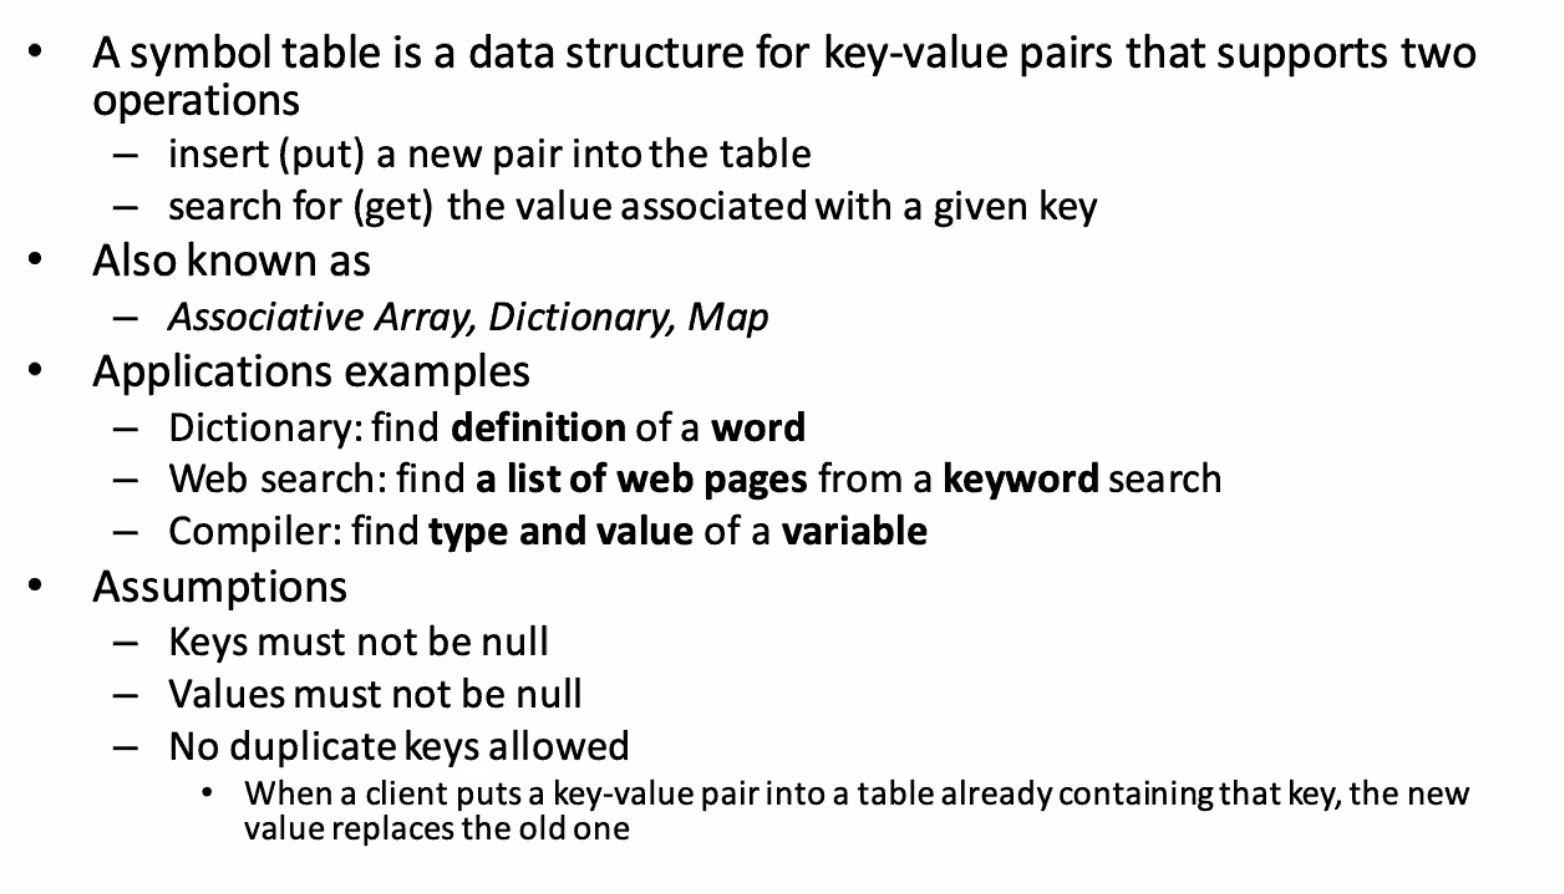 • A symbol table is a data structure for key-value pairs that supports two
operations
– insert (put) a new pair into the table
– search for (get) the value associated with a given key
• Also known as
– Associative Array, Dictionary, Map
• Applications examples
– Dictionary: find definition of a word
– Web search: find a list of web pages from a keyword search
– Compiler: find type and value of a variable
• Assumptions
– Keys must not be null
– Values must not be null
– No duplicate keys allowed
• When a client puts a key-value pair into a table already containing that key, the new
value replaces the old one